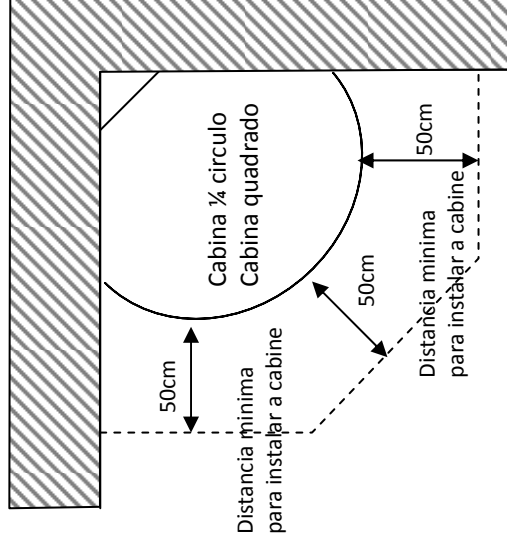 Cabina ¼ circulo
Cabina quadrado
50cm
Distancia minima
para instalar a cabine
50cm
50cm
Distancia minima
para instalar a cabine